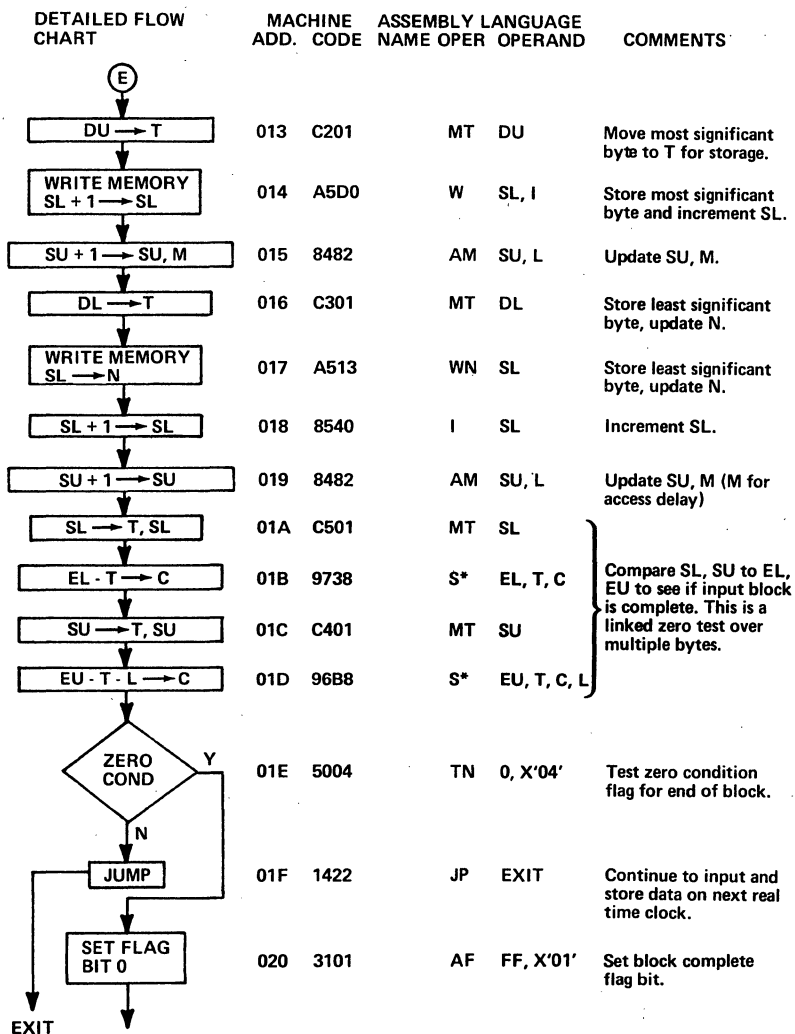 DETAILED FLOW MACHINE ASSEMBLY LANGUAGE
CHART ADD. CODE NAME OPER OPERAND COMMENTS
E
DU → T 013 C201 MT DU Move most significant
byte to T for storage.
WRITE MEMORY
SL + 1 → SL 014 A5D0 W SL, I Store most significant
byte and increment SL.
SU + 1 → SU, M 015 8482 AM SU, L Update SU, M.
DL → T 016 C301 MT DL Store least significant
byte, update N.
WRITE MEMORY
SL → N 017 A513 WN SL Store least significant
byte, update N.
SL + 1 → SL 018 8540 I SL Increment SL.
SU + 1 → SU 019 8482 AM SU, L Update SU, M (M for
access delay)
SL → T, SL 01A C501 MT SL
EL - T → C 01B 9738 S* EL, T, C Compare SL, SU to EL,
EU to see if input block
is complete. This is a
SU → T, SU 01C C401 MT SU linked zero test over
multiple bytes.
EU - T - L → C 01D 96B8 S* EU, T, C, L
ZERO Y
COND 01E 5004 TN 0, X'04' Test zero condition
flag for end of block.
N
JUMP 01F 1422 JP EXIT Continue to input and
store data on next real
time clock.
SET FLAG
BIT 0 020 3101 AF FF, X'01' Set block complete
flag bit.
EXIT